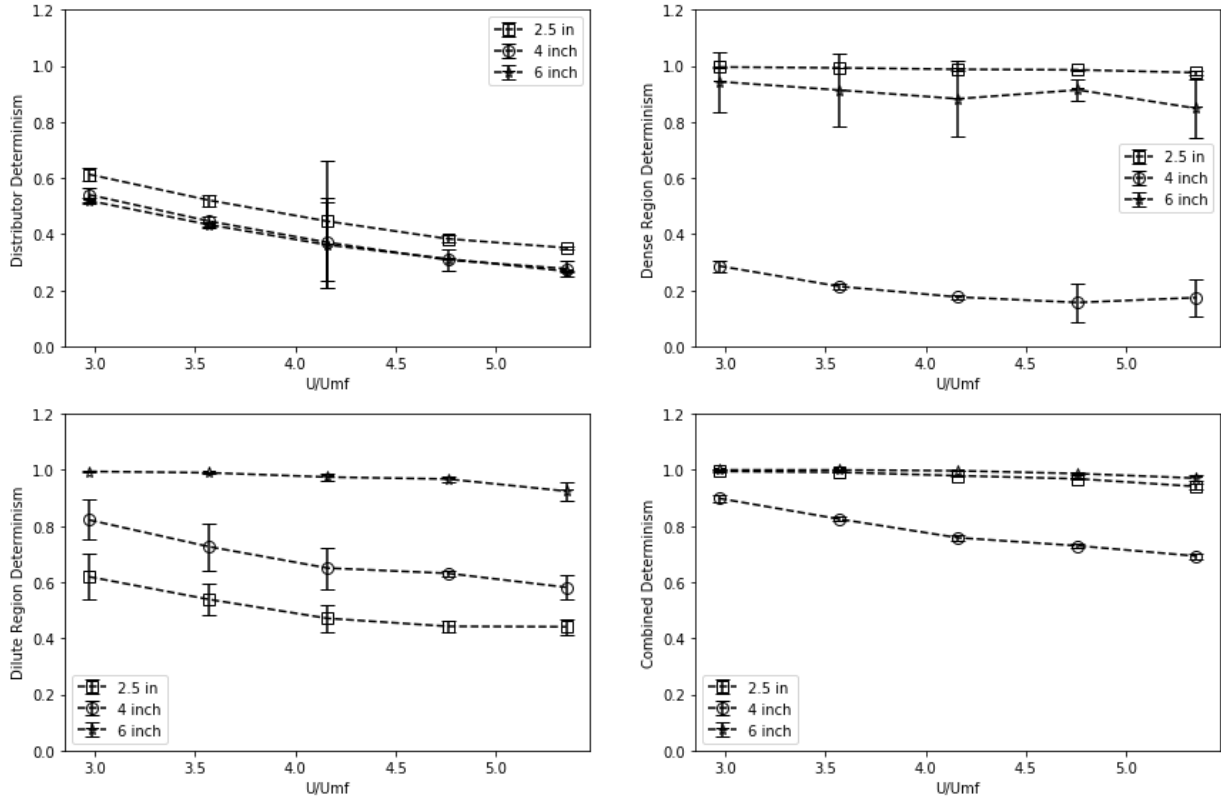 1.2
1.0
0.8
0.6
0.4
0.2
0.0
Distributor Determinism
2.5 in
4 inch
6 inch
3.0 3.5 4.0 4.5 5.0
U/Umf
1.2
1.0
0.8
0.6
0.4
0.2
0.0
Dense Region Determinism
2.5 in
4 inch
6 inch
3.0 3.5 4.0 4.5 5.0
U/Umf
1.2
1.0
0.8
0.6
0.4
0.2
0.0
Dilute Region Determinism
2.5 in
4 inch
6 inch
3.0 3.5 4.0 4.5 5.0
U/Umf
1.2
1.0
0.8
0.6
0.4
0.2
0.0
Combined Determinism
2.5 in
4 inch
6 inch
3.0 3.5 4.0 4.5 5.0
U/Umf